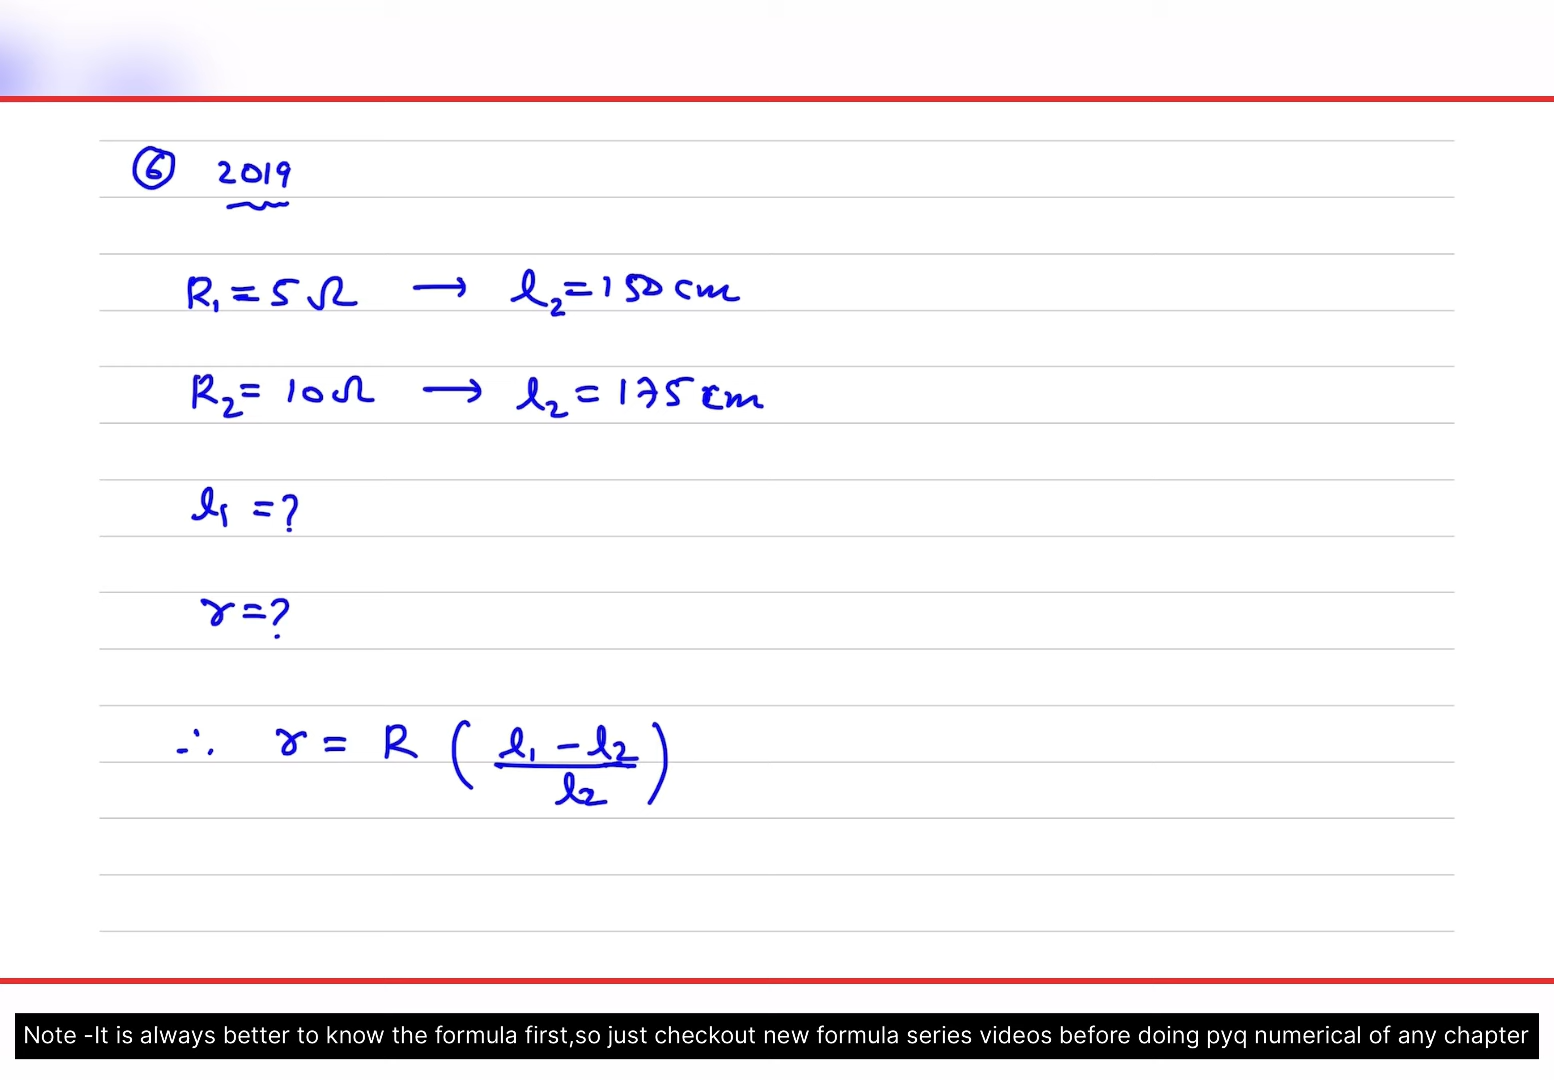 ⑥ 2019
R₁ = 5 Ω → l₂ = 150 cm
R₂ = 10 Ω → l₂ = 175 cm
l₁ = ?
r = ?
∴ r = R ( (l₁ - l₂) / l₂ )
Note -It is always better to know the formula first,so just checkout new formula series videos before doing pyq numerical of any chapter